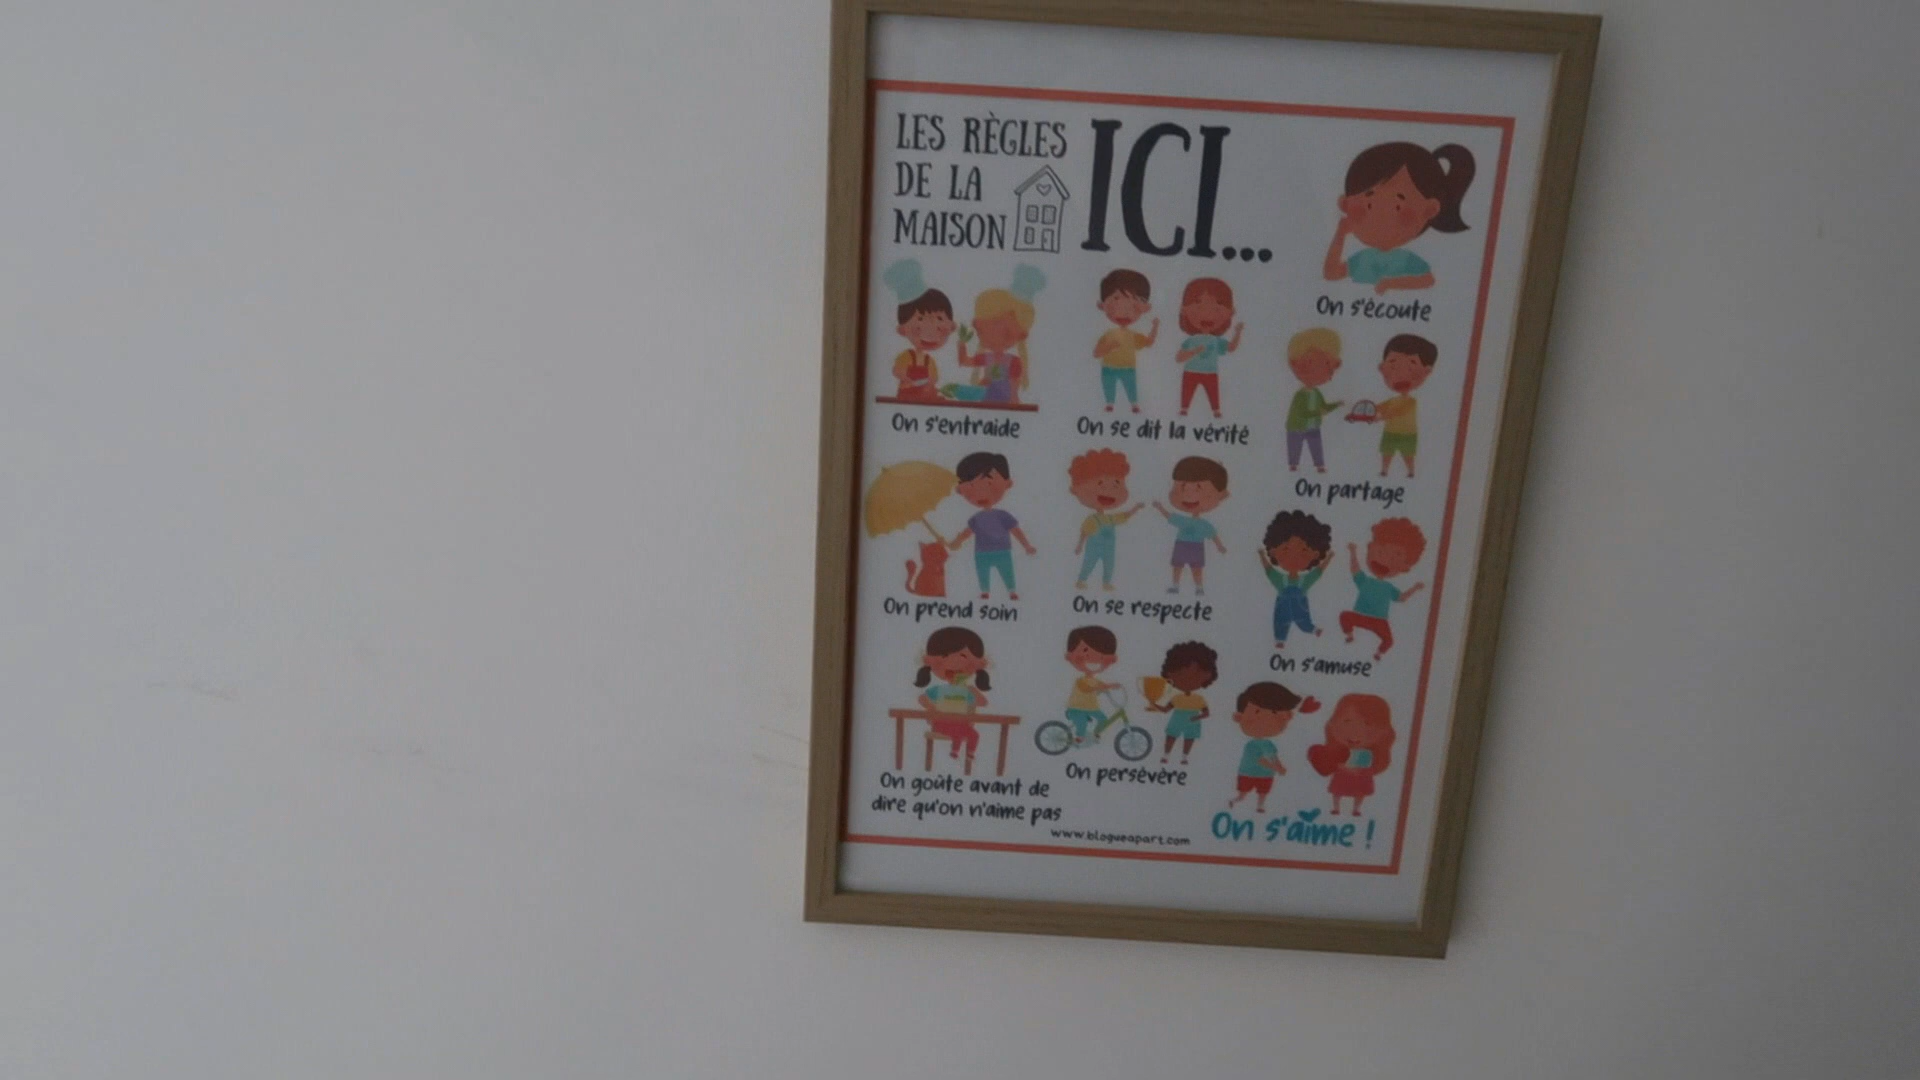 LES RÈGLES
DE LA
MAISON
ICI...
On s'écoute
On s'entraide
On se dit la vérité
On partage
On prend soin
On se respecte
On s'amuse
On goûte avant de
dire qu'on n'aime pas
On persévère
On s'aime !
www.blogueapart.com